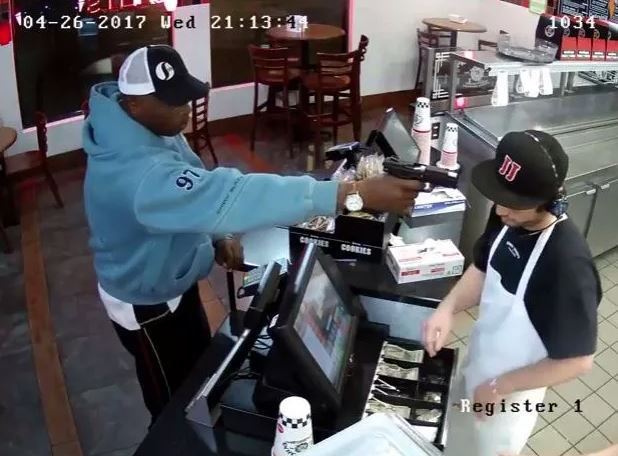 04-26-2017 Wed 21:13:44
1034
97
JJ
COOKIES
COOKIES
Register 1